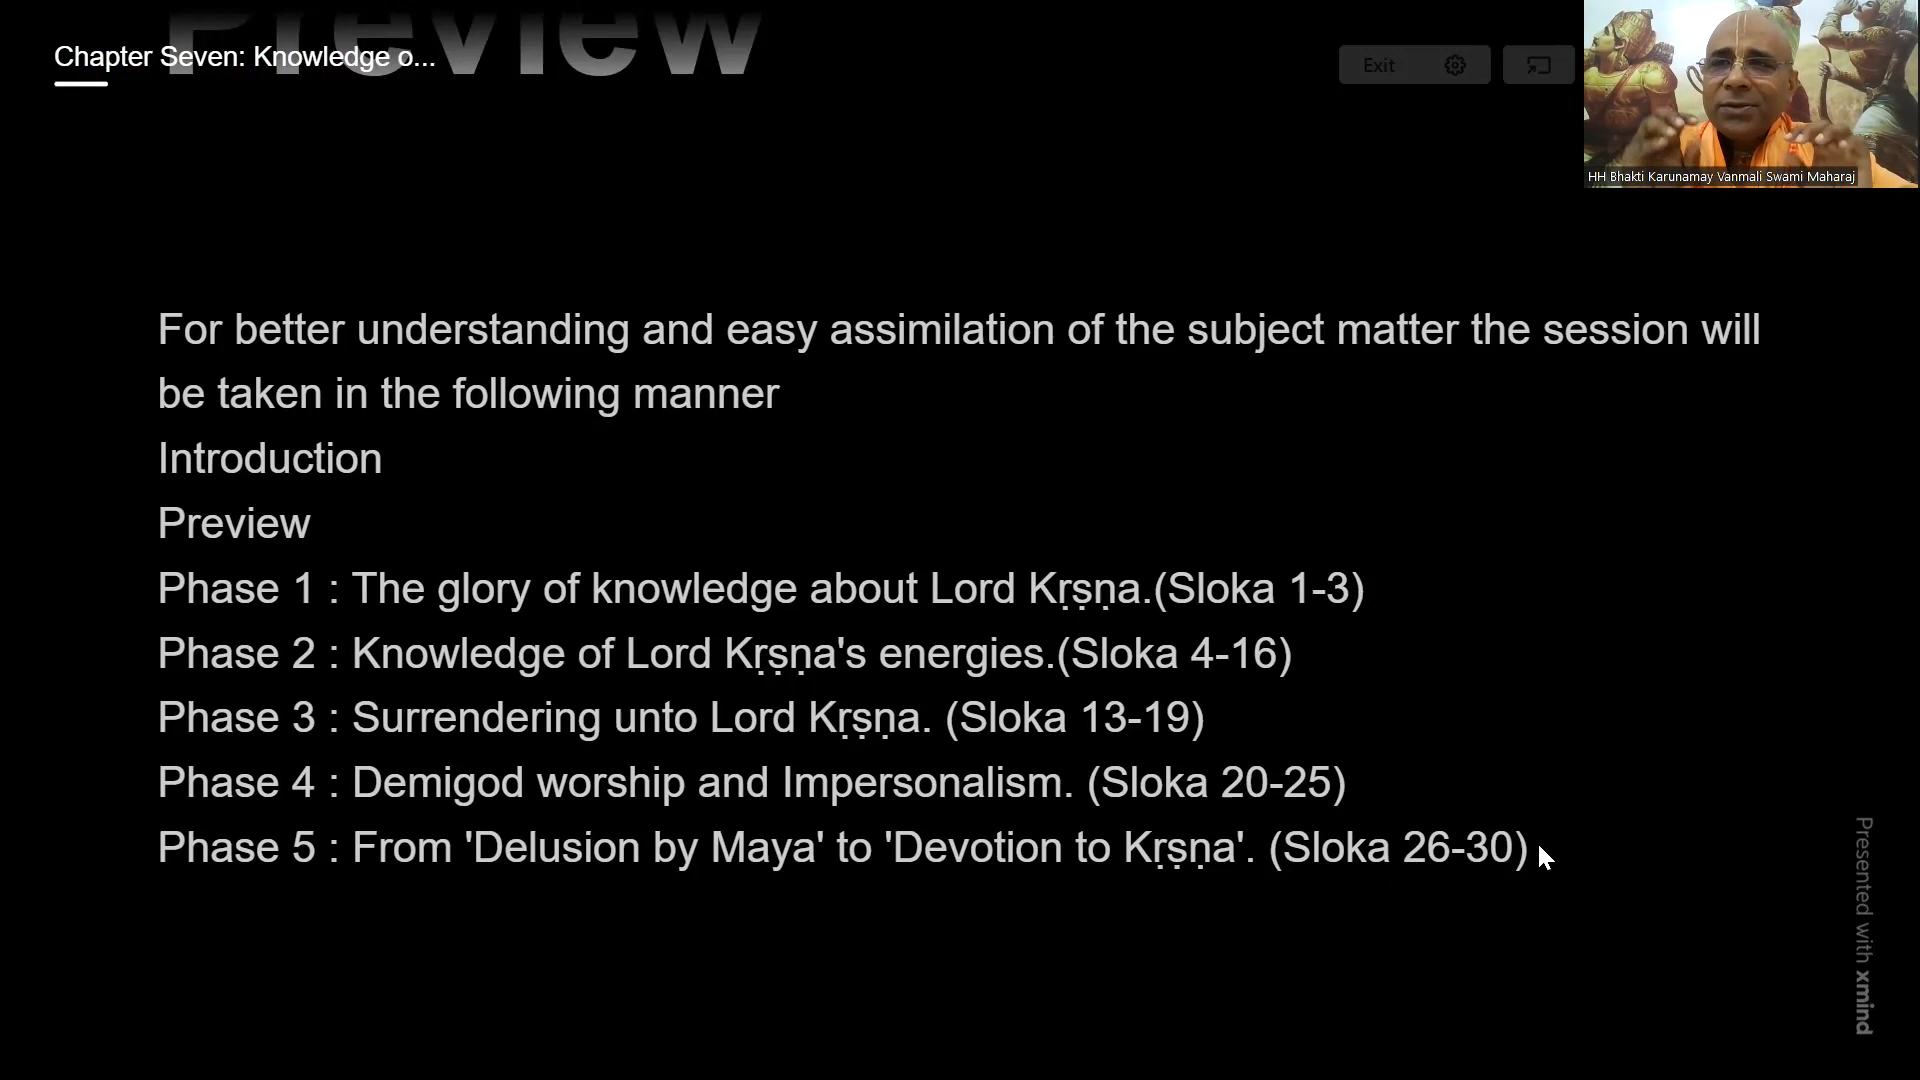 Preview
Chapter Seven: Knowledge o...
Exit
HH Bhakti Karunamay Vanmali Swami Maharaj
For better understanding and easy assimilation of the subject matter the session will
be taken in the following manner
Introduction
Preview
Phase 1 : The glory of knowledge about Lord Kṛṣṇa.(Sloka 1-3)
Phase 2 : Knowledge of Lord Kṛṣṇa's energies.(Sloka 4-16)
Phase 3 : Surrendering unto Lord Kṛṣṇa. (Sloka 13-19)
Phase 4 : Demigod worship and Impersonalism. (Sloka 20-25)
Phase 5 : From 'Delusion by Maya' to 'Devotion to Kṛṣṇa'. (Sloka 26-30)
Presented with xmind